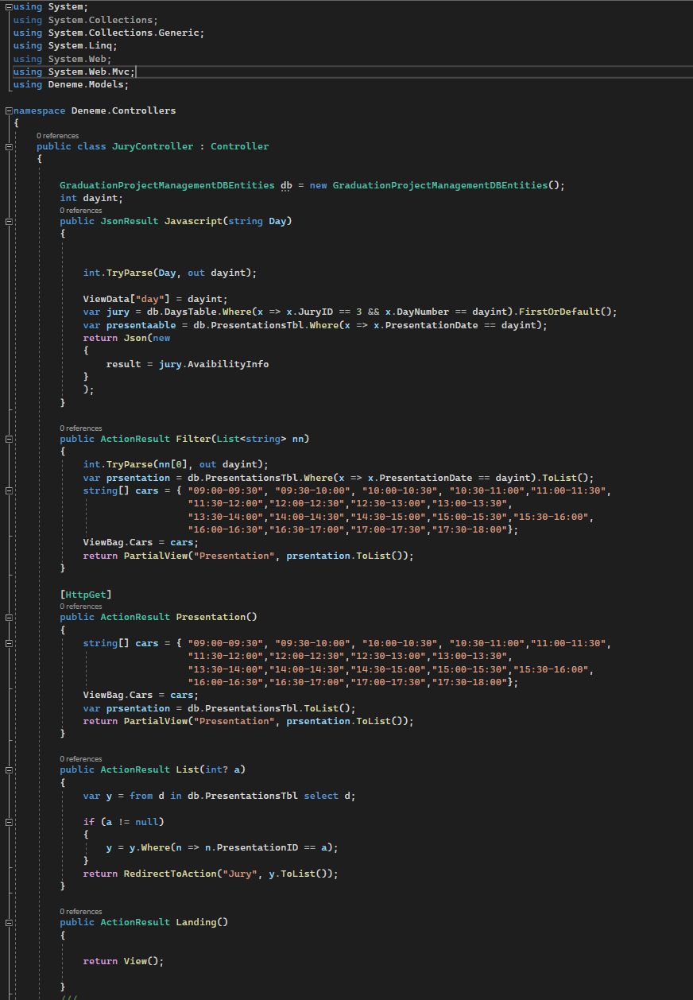 using System;
using System.Collections;
using System.Collections.Generic;
using System.Linq;
using System.Web;
using System.Web.Mvc;
using Deneme.Models;
namespace Deneme.Controllers
{
0 references
public class JuryController : Controller
{
GraduationProjectManagementDBEntities db = new GraduationProjectManagementDBEntities();
int dayint;
0 references
public JsonResult Javascript(string Day)
{
int.TryParse(Day, out dayint);
ViewData["day"] = dayint;
var jury = db.DaysTable.Where(x => x.JuryID == 3 && x.DayNumber == dayint).FirstOrDefault();
var presentaable = db.PresentationsTbl.Where(x => x.PresentationDate == dayint);
return Json(new
{
result = jury.AvaibilityInfo
}
);
}
0 references
public ActionResult Filter(List<string> nn)
{
int.TryParse(nn[0], out dayint);
var prsentation = db.PresentationsTbl.Where(x => x.PresentationDate == dayint).ToList();
string[] cars = { "09:00-09:30", "09:30-10:00", "10:00-10:30", "10:30-11:00","11:00-11:30",
"11:30-12:00","12:00-12:30","12:30-13:00","13:00-13:30",
"13:30-14:00","14:00-14:30","14:30-15:00","15:00-15:30","15:30-16:00",
"16:00-16:30","16:30-17:00","17:00-17:30","17:30-18:00"};
ViewBag.Cars = cars;
return PartialView("Presentation", prsentation.ToList());
}
[HttpGet]
0 references
public ActionResult Presentation()
{
string[] cars = { "09:00-09:30", "09:30-10:00", "10:00-10:30", "10:30-11:00","11:00-11:30",
"11:30-12:00","12:00-12:30","12:30-13:00","13:00-13:30",
"13:30-14:00","14:00-14:30","14:30-15:00","15:00-15:30","15:30-16:00",
"16:00-16:30","16:30-17:00","17:00-17:30","17:30-18:00"};
ViewBag.Cars = cars;
var prsentation = db.PresentationsTbl.ToList();
return PartialView("Presentation", prsentation.ToList());
}
0 references
public ActionResult List(int? a)
{
var y = from d in db.PresentationsTbl select d;
if (a != null)
{
y = y.Where(n => n.PresentationID == a);
}
return RedirectToAction("Jury", y.ToList());
}
0 references
public ActionResult Landing()
{
return View();
}
///